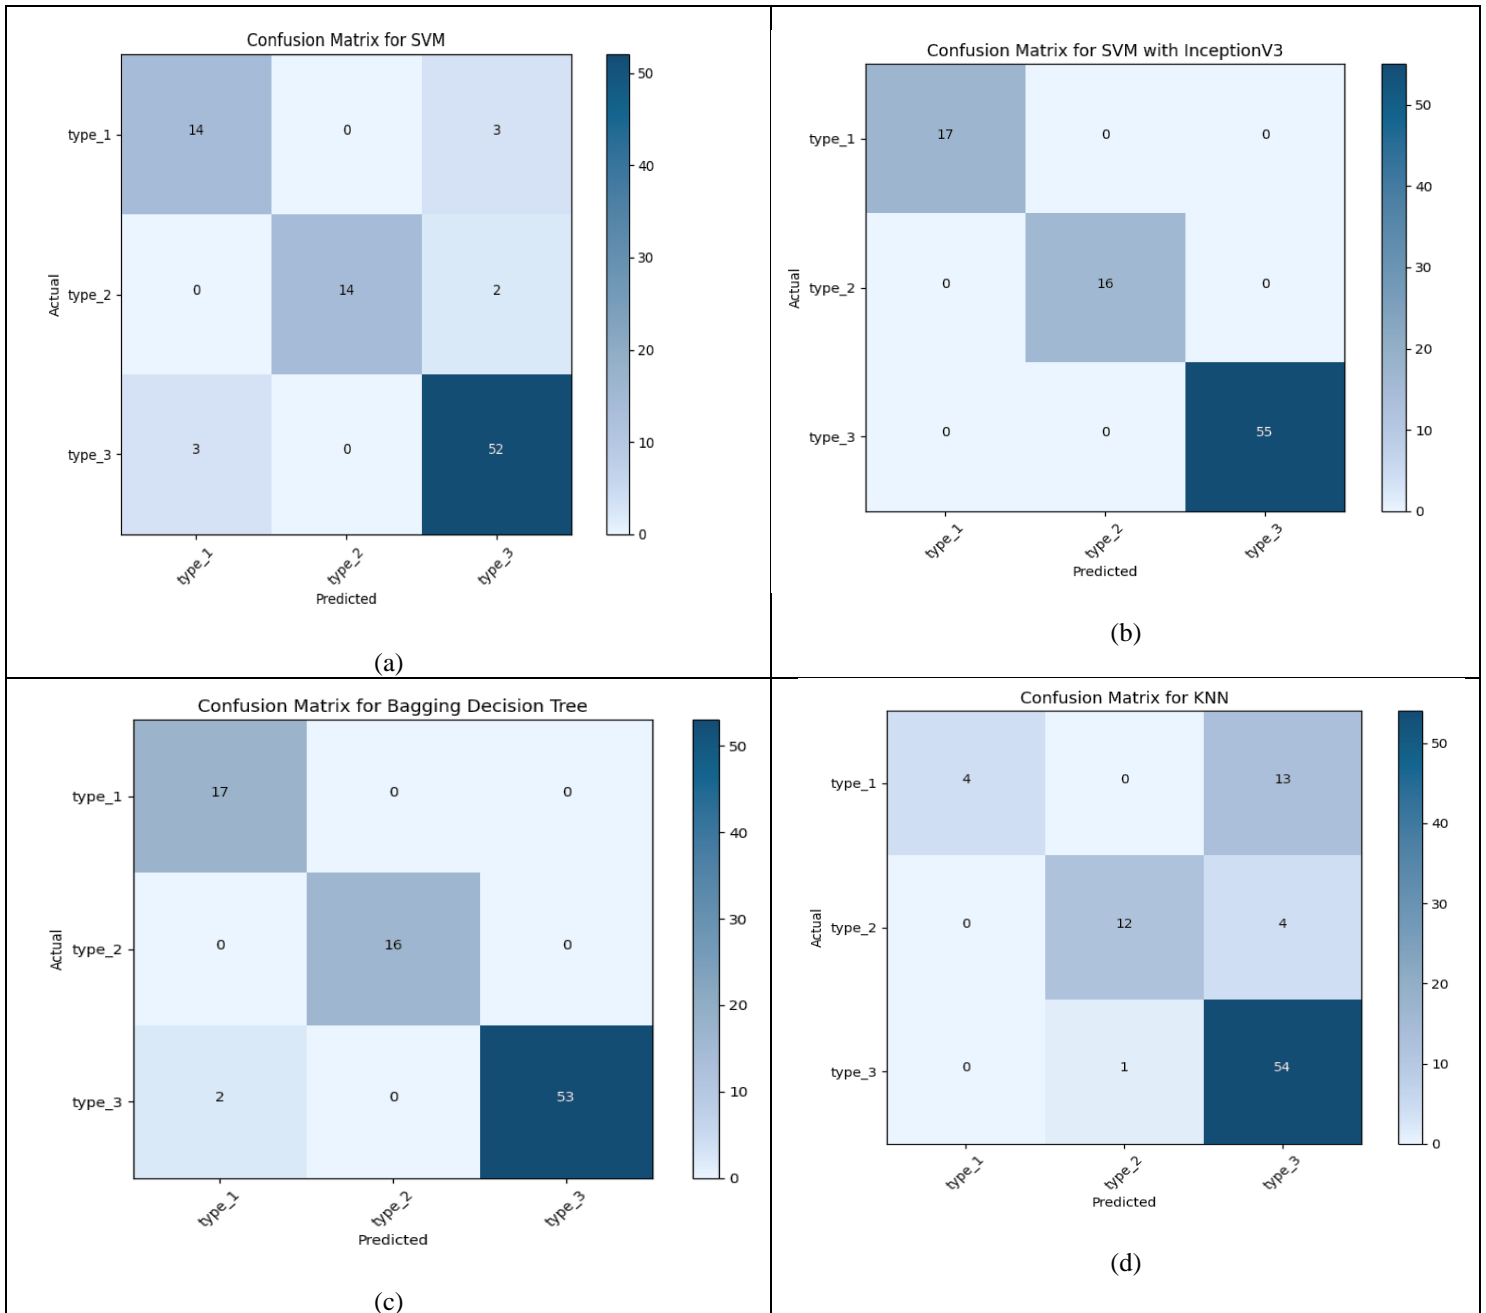 Confusion Matrix for SVM
type_1 14 0 3
type_2 0 14 2
type_3 3 0 52
Actual
50
40
30
20
10
0
type_1 type_2 type_3
Predicted
(a)
Confusion Matrix for SVM with InceptionV3
type_1 17 0 0
type_2 0 16 0
type_3 0 0 55
Actual
50
40
30
20
10
0
type_1 type_2 type_3
Predicted
(b)
Confusion Matrix for Bagging Decision Tree
type_1 17 0 0
type_2 0 16 0
type_3 2 0 53
Actual
50
40
30
20
10
0
type_1 type_2 type_3
Predicted
(c)
Confusion Matrix for KNN
type_1 4 0 13
type_2 0 12 4
type_3 0 1 54
Actual
50
40
30
20
10
0
type_1 type_2 type_3
Predicted
(d)